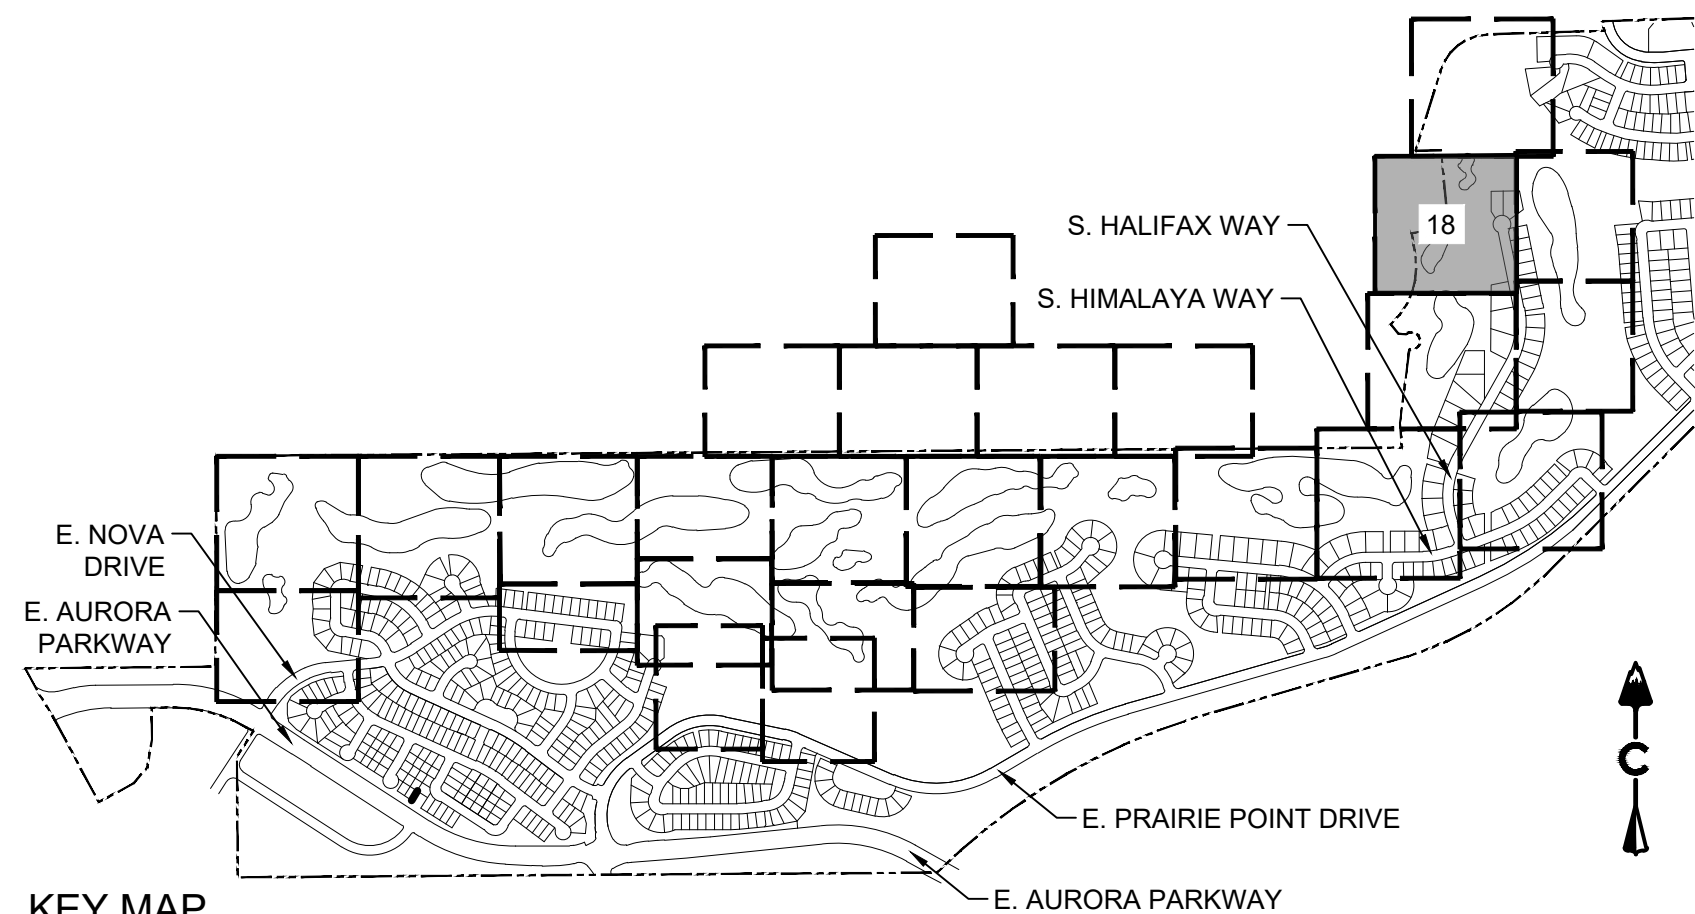 S. HALIFAX WAY
18
S. HIMALAYA WAY
E. NOVA
DRIVE
E. AURORA
PARKWAY
E. PRAIRIE POINT DRIVE
E. AURORA PARKWAY
KEY MAP